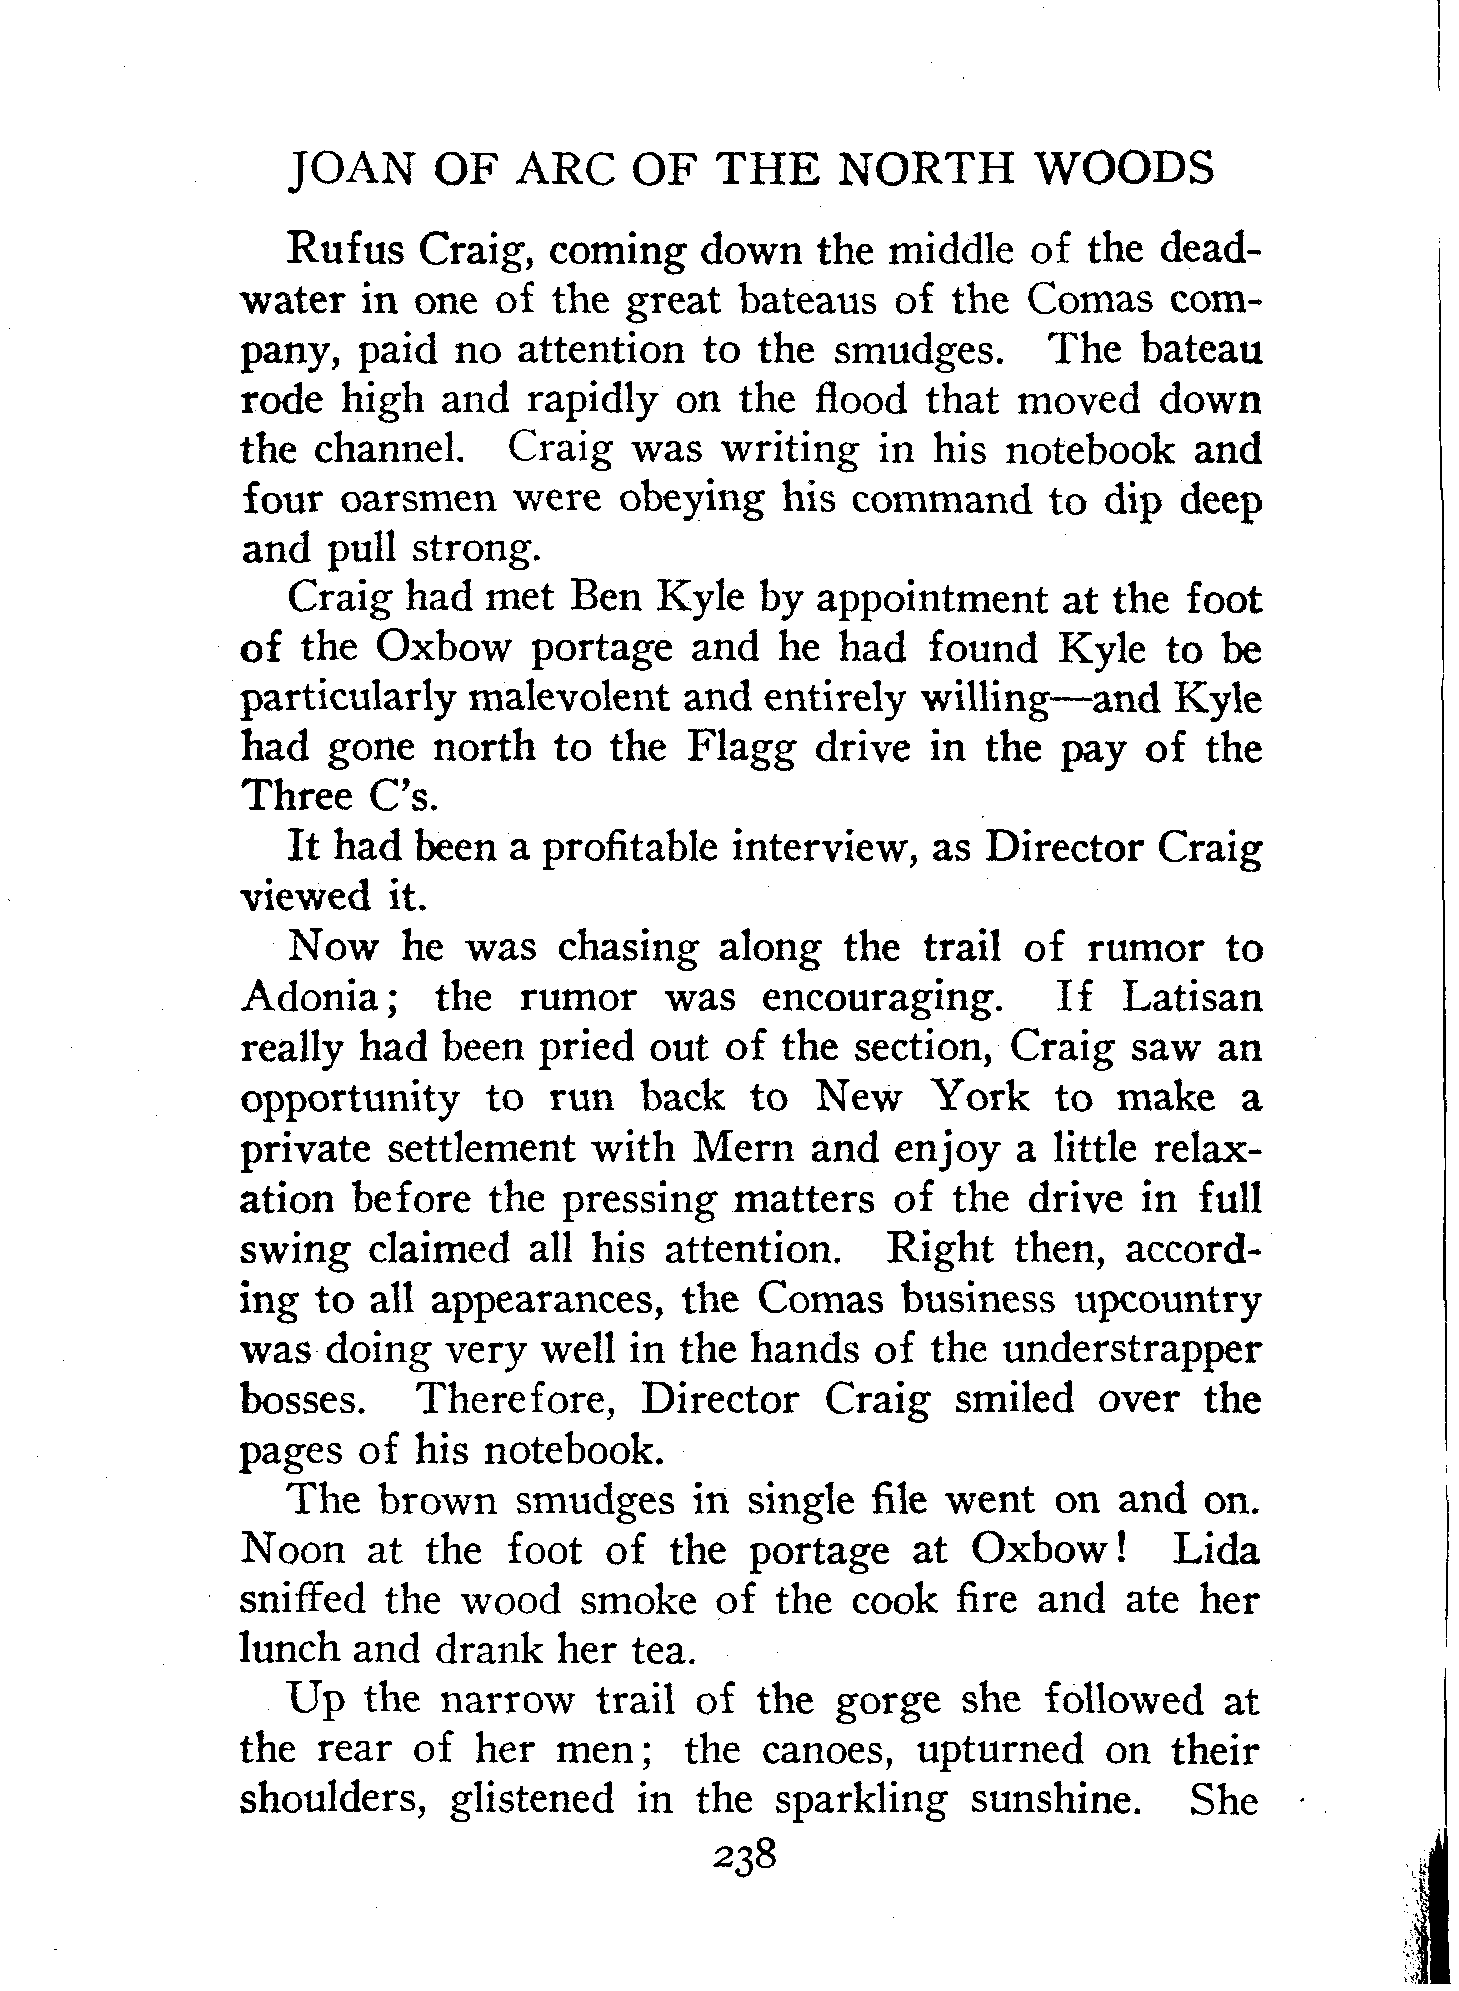 JOAN OF ARC OF THE NORTH WOODS
Rufus Craig, coming down the middle of the dead-
water in one of the great bateaus of the Comas com-
pany, paid no attention to the smudges. The bateau
rode high and rapidly on the flood that moved down
the channel. Craig was writing in his notebook and
four oarsmen were obeying his command to dip deep
and pull strong.
Craig had met Ben Kyle by appointment at the foot
of the Oxbow portage and he had found Kyle to be
particularly malevolent and entirely willing—and Kyle
had gone north to the Flagg drive in the pay of the
Three C's.
It had been a profitable interview, as Director Craig
viewed it.
Now he was chasing along the trail of rumor to
Adonia; the rumor was encouraging. If Latisan
really had been pried out of the section, Craig saw an
opportunity to run back to New York to make a
private settlement with Mern and enjoy a little relax-
ation before the pressing matters of the drive in full
swing claimed all his attention. Right then, accord-
ing to all appearances, the Comas business upcountry
was doing very well in the hands of the understrapper
bosses. Therefore, Director Craig smiled over the
pages of his notebook.
The brown smudges in single file went on and on.
Noon at the foot of the portage at Oxbow! Lida
sniffed the wood smoke of the cook fire and ate her
lunch and drank her tea.
Up the narrow trail of the gorge she followed at
the rear of her men; the canoes, upturned on their
shoulders, glistened in the sparkling sunshine. She
238